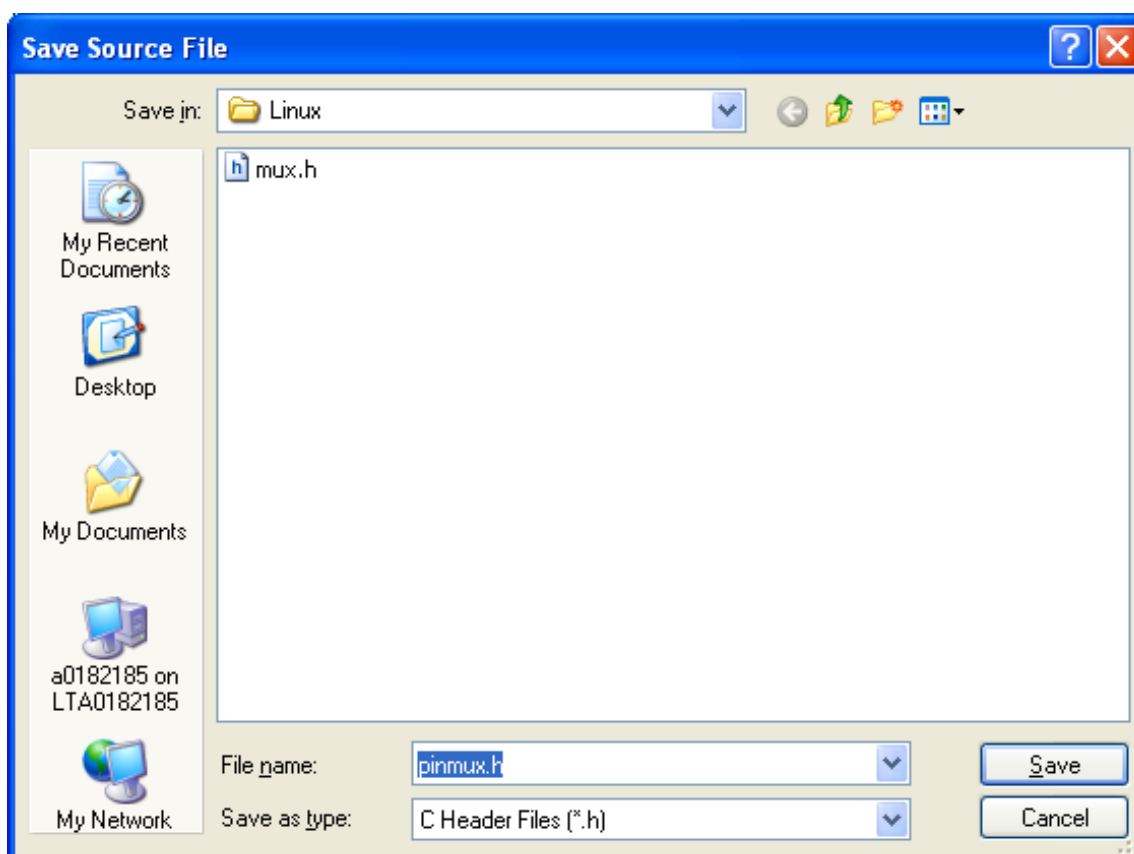 Save Source File
Save in:
Linux
mux.h
My Recent
Documents
Desktop
My Documents
a0182185 on
LTA0182185
My Network
File name:
pinmux.h
Save
Save as type:
C Header Files (*.h)
Cancel